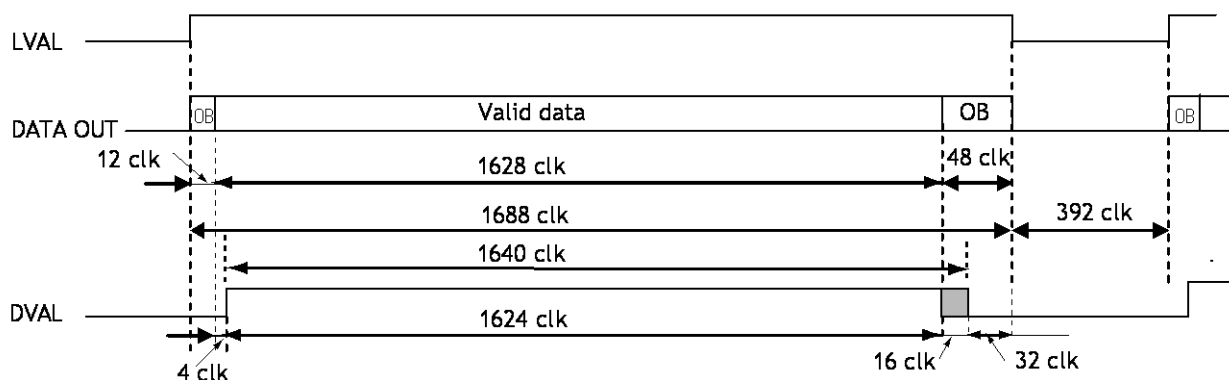 LVAL
OB Valid data OB OB
DATA OUT
12 clk 1628 clk 48 clk
1688 clk 392 clk
1640 clk
DVAL
1624 clk
4 clk 16 clk 32 clk